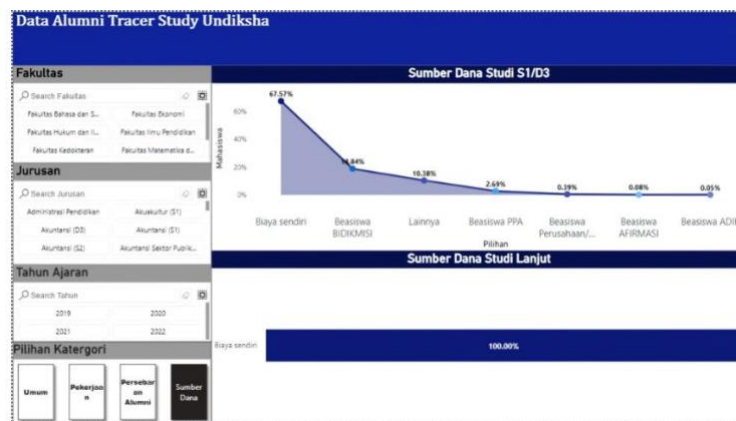 Data Alumni Tracer Study Undiksha
Fakultas
Search Fakultas
Fakultas Bahasa dan S...
Fakultas Ekonomi
Fakultas Hukum dan Il...
Fakultas Ilmu Pendidikan
Fakultas Kedokteran
Fakultas Matematika d...
Jurusan
Search Jurusan
Administrasi Pendidikan
Akuakultur (S1)
Akuntansi (D3)
Akuntansi (S1)
Akuntansi (S2)
Akuntansi Sektor Publik...
Tahun Ajaran
Search Tahun
2019
2020
2021
2022
Pilihan Katergori
Umum
Pekerjaa
n
Persebar
an
Alumni
Sumber
Dana
Sumber Dana Studi S1/D3
Mahasiswa
60%
40%
20%
0%
67.57%
18.84%
10.38%
2.69%
0.39%
0.08%
0.05%
Biaya sendiri
Beasiswa
BIDIKMISI
Lainnya
Beasiswa PPA
Beasiswa
Perusahaan/...
Beasiswa
AFIRMASI
Beasiswa ADI
Pilihan
Sumber Dana Studi Lanjut
Biaya sendiri
100.00%